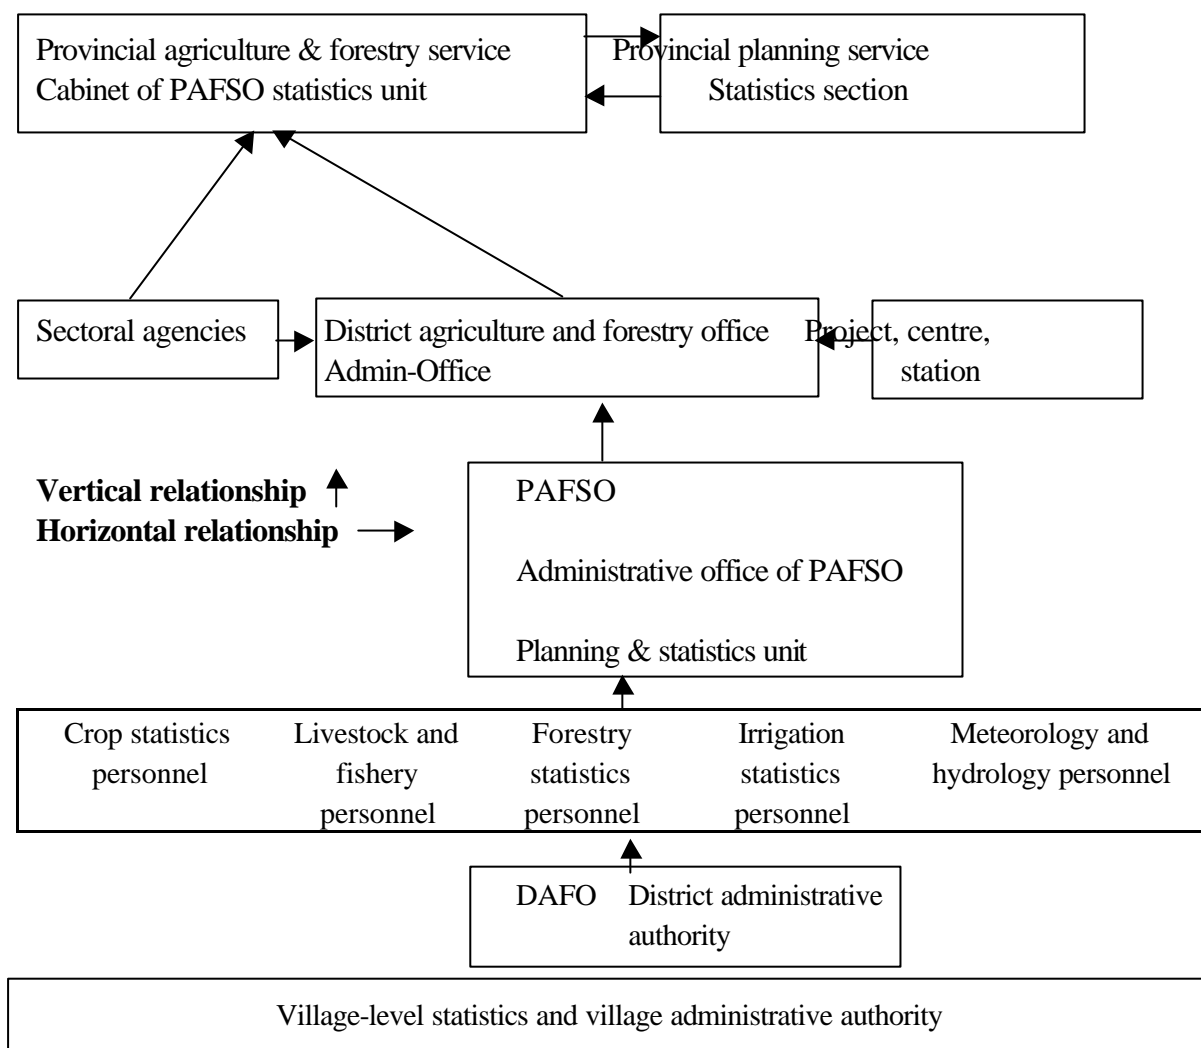 Provincial agriculture & forestry service
Cabinet of PAFSO statistics unit
Provincial planning service
Statistics section
Sectoral agencies
District agriculture and forestry office
Admin-Office
Project, centre,
station
Vertical relationship
Horizontal relationship
PAFSO
Administrative office of PAFSO
Planning & statistics unit
Crop statistics
personnel
Livestock and
fishery
personnel
Forestry
statistics
personnel
Irrigation
statistics
personnel
Meteorology and
hydrology personnel
DAFO District administrative
authority
Village-level statistics and village administrative authority